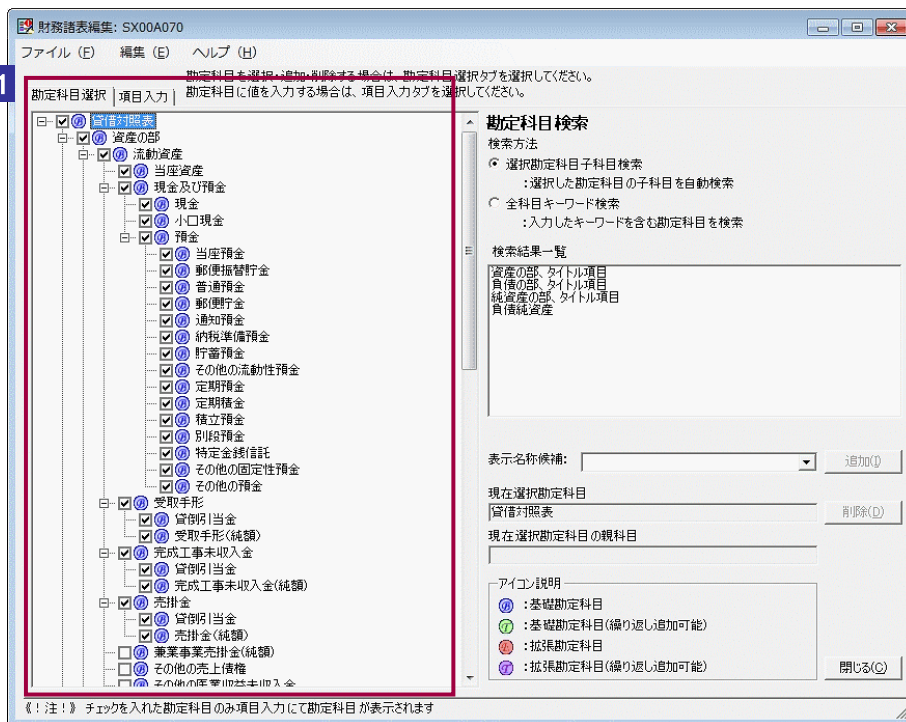 財務諸表編集: SX00A070
ファイル (F) 編集 (E) ヘルプ (H)
1
勘定科目を選択・追加・削除する場合は、勘定科目選択タブを選択してください。
勘定科目に値を入力する場合は、項目入力タブを選択してください。
勘定科目選択 項目入力
貸借対照表
資産の部
流動資産
当座資産
現金及び預金
現金
小口現金
預金
当座預金
郵便振替貯金
普通預金
郵便貯金
通知預金
納税準備預金
貯蓄預金
その他の流動性預金
定期預金
定期積金
積立預金
別段預金
特定金銭信託
その他の固定性預金
その他の預金
受取手形
貸倒引当金
受取手形(純額)
完成工事未収入金
貸倒引当金
完成工事未収入金(純額)
売掛金
貸倒引当金
売掛金(純額)
兼業事業売掛金(純額)
その他の売上債権
その他の医業収益未収入金
勘定科目検索
検索方法
選択勘定科目子科目検索
:選択した勘定科目の子科目を自動検索
全科目キーワード検索
:入力したキーワードを含む勘定科目を検索
検索結果一覧
資産の部、タイトル項目
負債の部、タイトル項目
純資産の部、タイトル項目
負債純資産
表示名称候補:
追加(I)
現在選択勘定科目
貸借対照表
削除(D)
現在選択勘定科目の親科目
アイコン説明
B :基礎勘定科目
T :基礎勘定科目(繰り返し追加可能)
E :拡張勘定科目
T :拡張勘定科目(繰り返し追加可能)
閉じる(C)
《!注!》 チェックを入れた勘定科目のみ項目入力にて勘定科目が表示されます